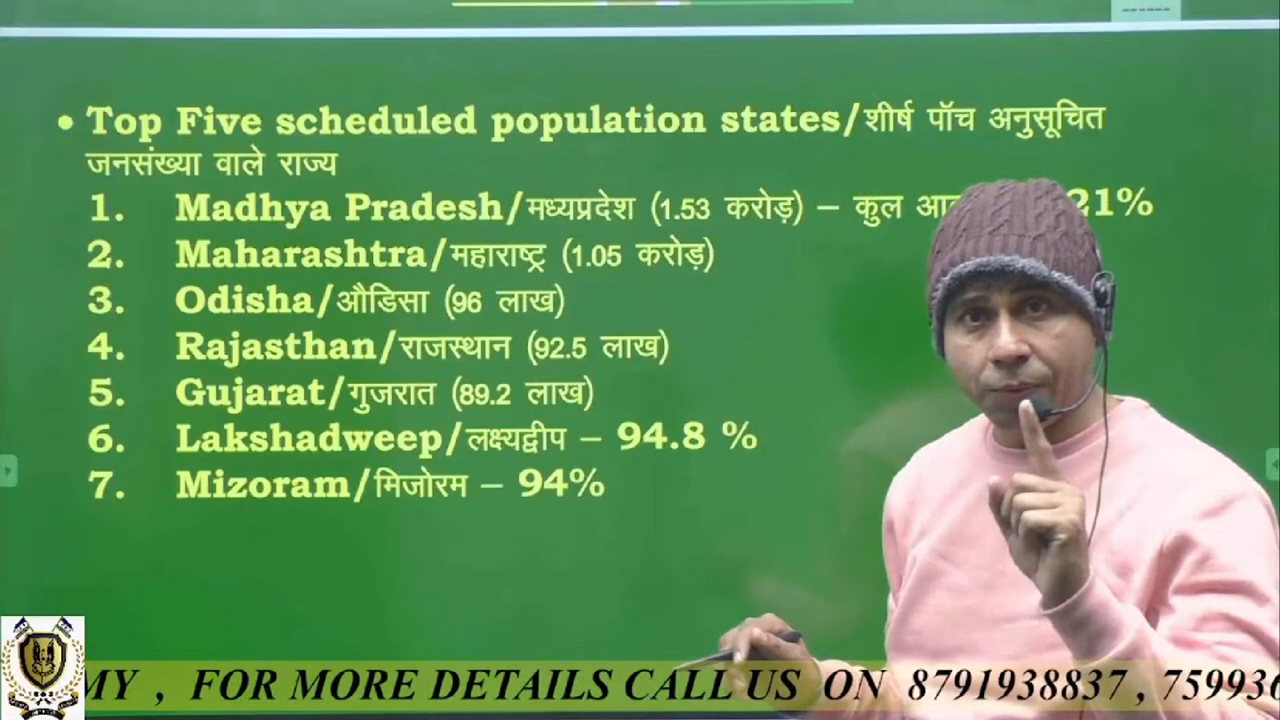 • Top Five scheduled population states/शीर्ष पॉच अनुसूचित
जनसंख्या वाले राज्य
1. Madhya Pradesh/मध्यप्रदेश (1.53 करोड़) – कुल 21%
2. Maharashtra/महाराष्ट्र (1.05 करोड़)
3. Odisha/औडिसा (96 लाख)
4. Rajasthan/राजस्थान (92.5 लाख)
5. Gujarat/गुजरात (89.2 लाख)
6. Lakshadweep/लक्ष्यद्वीप – 94.8 %
7. Mizoram/मिजोरम – 94%
MY , FOR MORE DETAILS CALL US ON 8791938837 , 75993